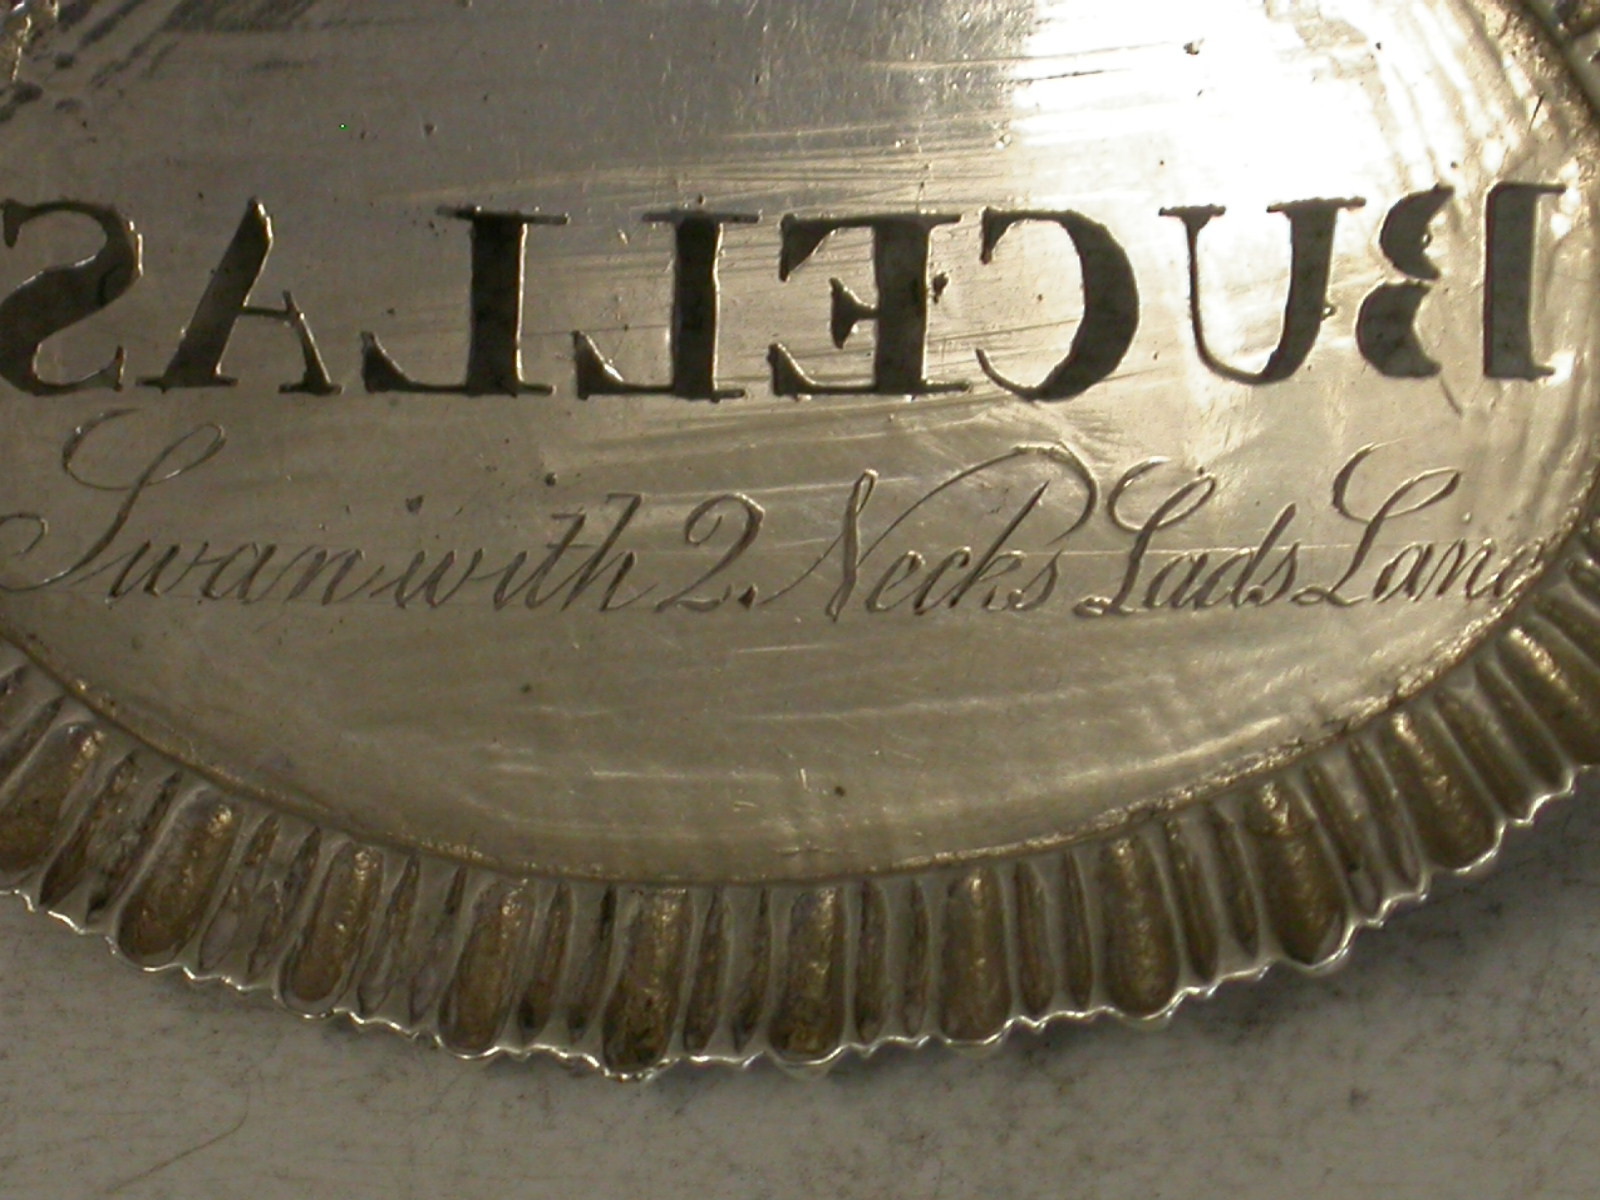 BUCELLAS
Swan with 2. Necks Lads Lane